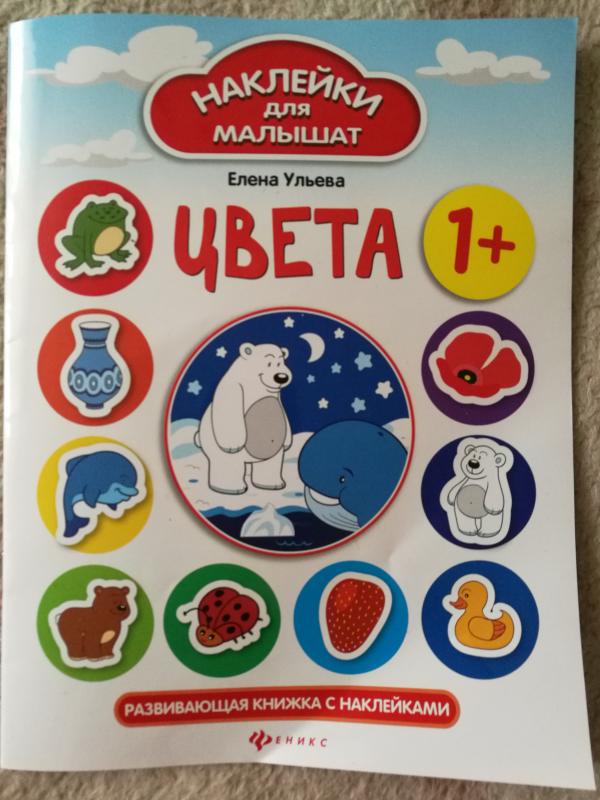 НАКЛЕЙКИ
ДЛЯ
МАЛЫШАТ
Елена Ульева
ЦВЕТА
1+
РАЗВИВАЮЩАЯ КНИЖКА С НАКЛЕЙКАМИ
ФЕНИКС